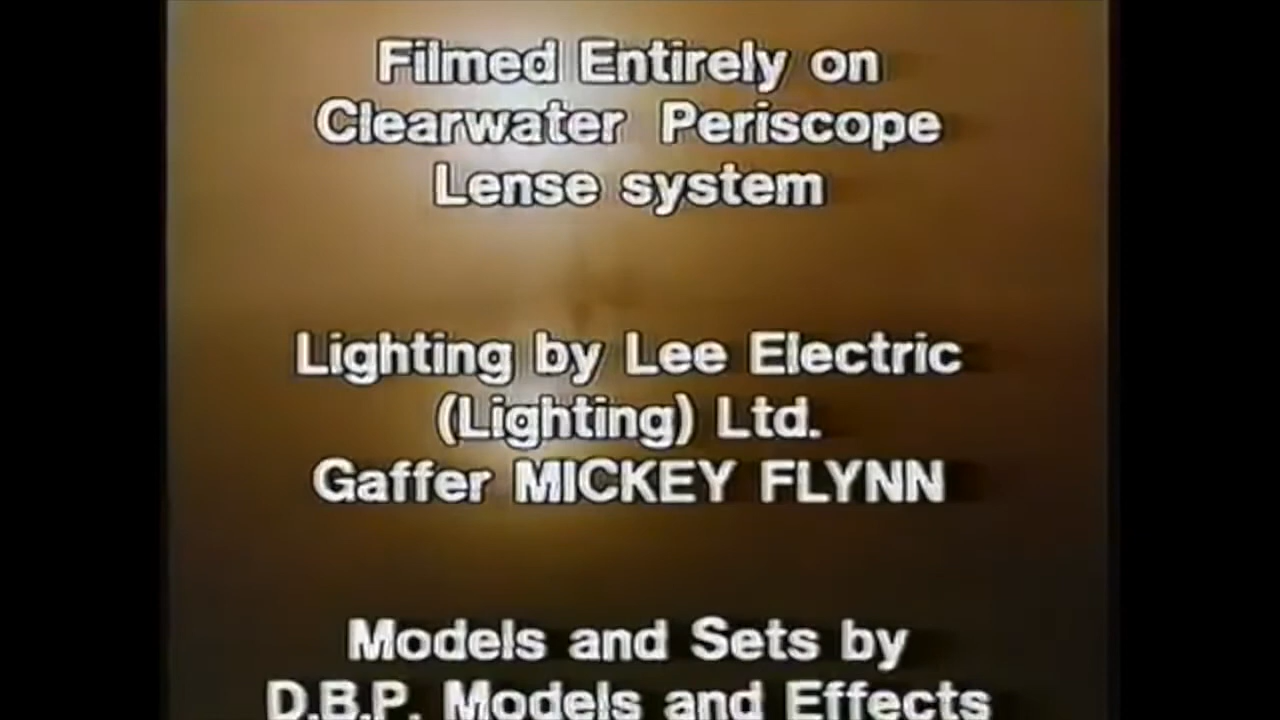 Filmed Entirely on
Clearwater Periscope
Lense system
Lighting by Lee Electric
(Lighting) Ltd.
Gaffer MICKEY FLYNN
Models and Sets by
D.B.P. Models and Effects